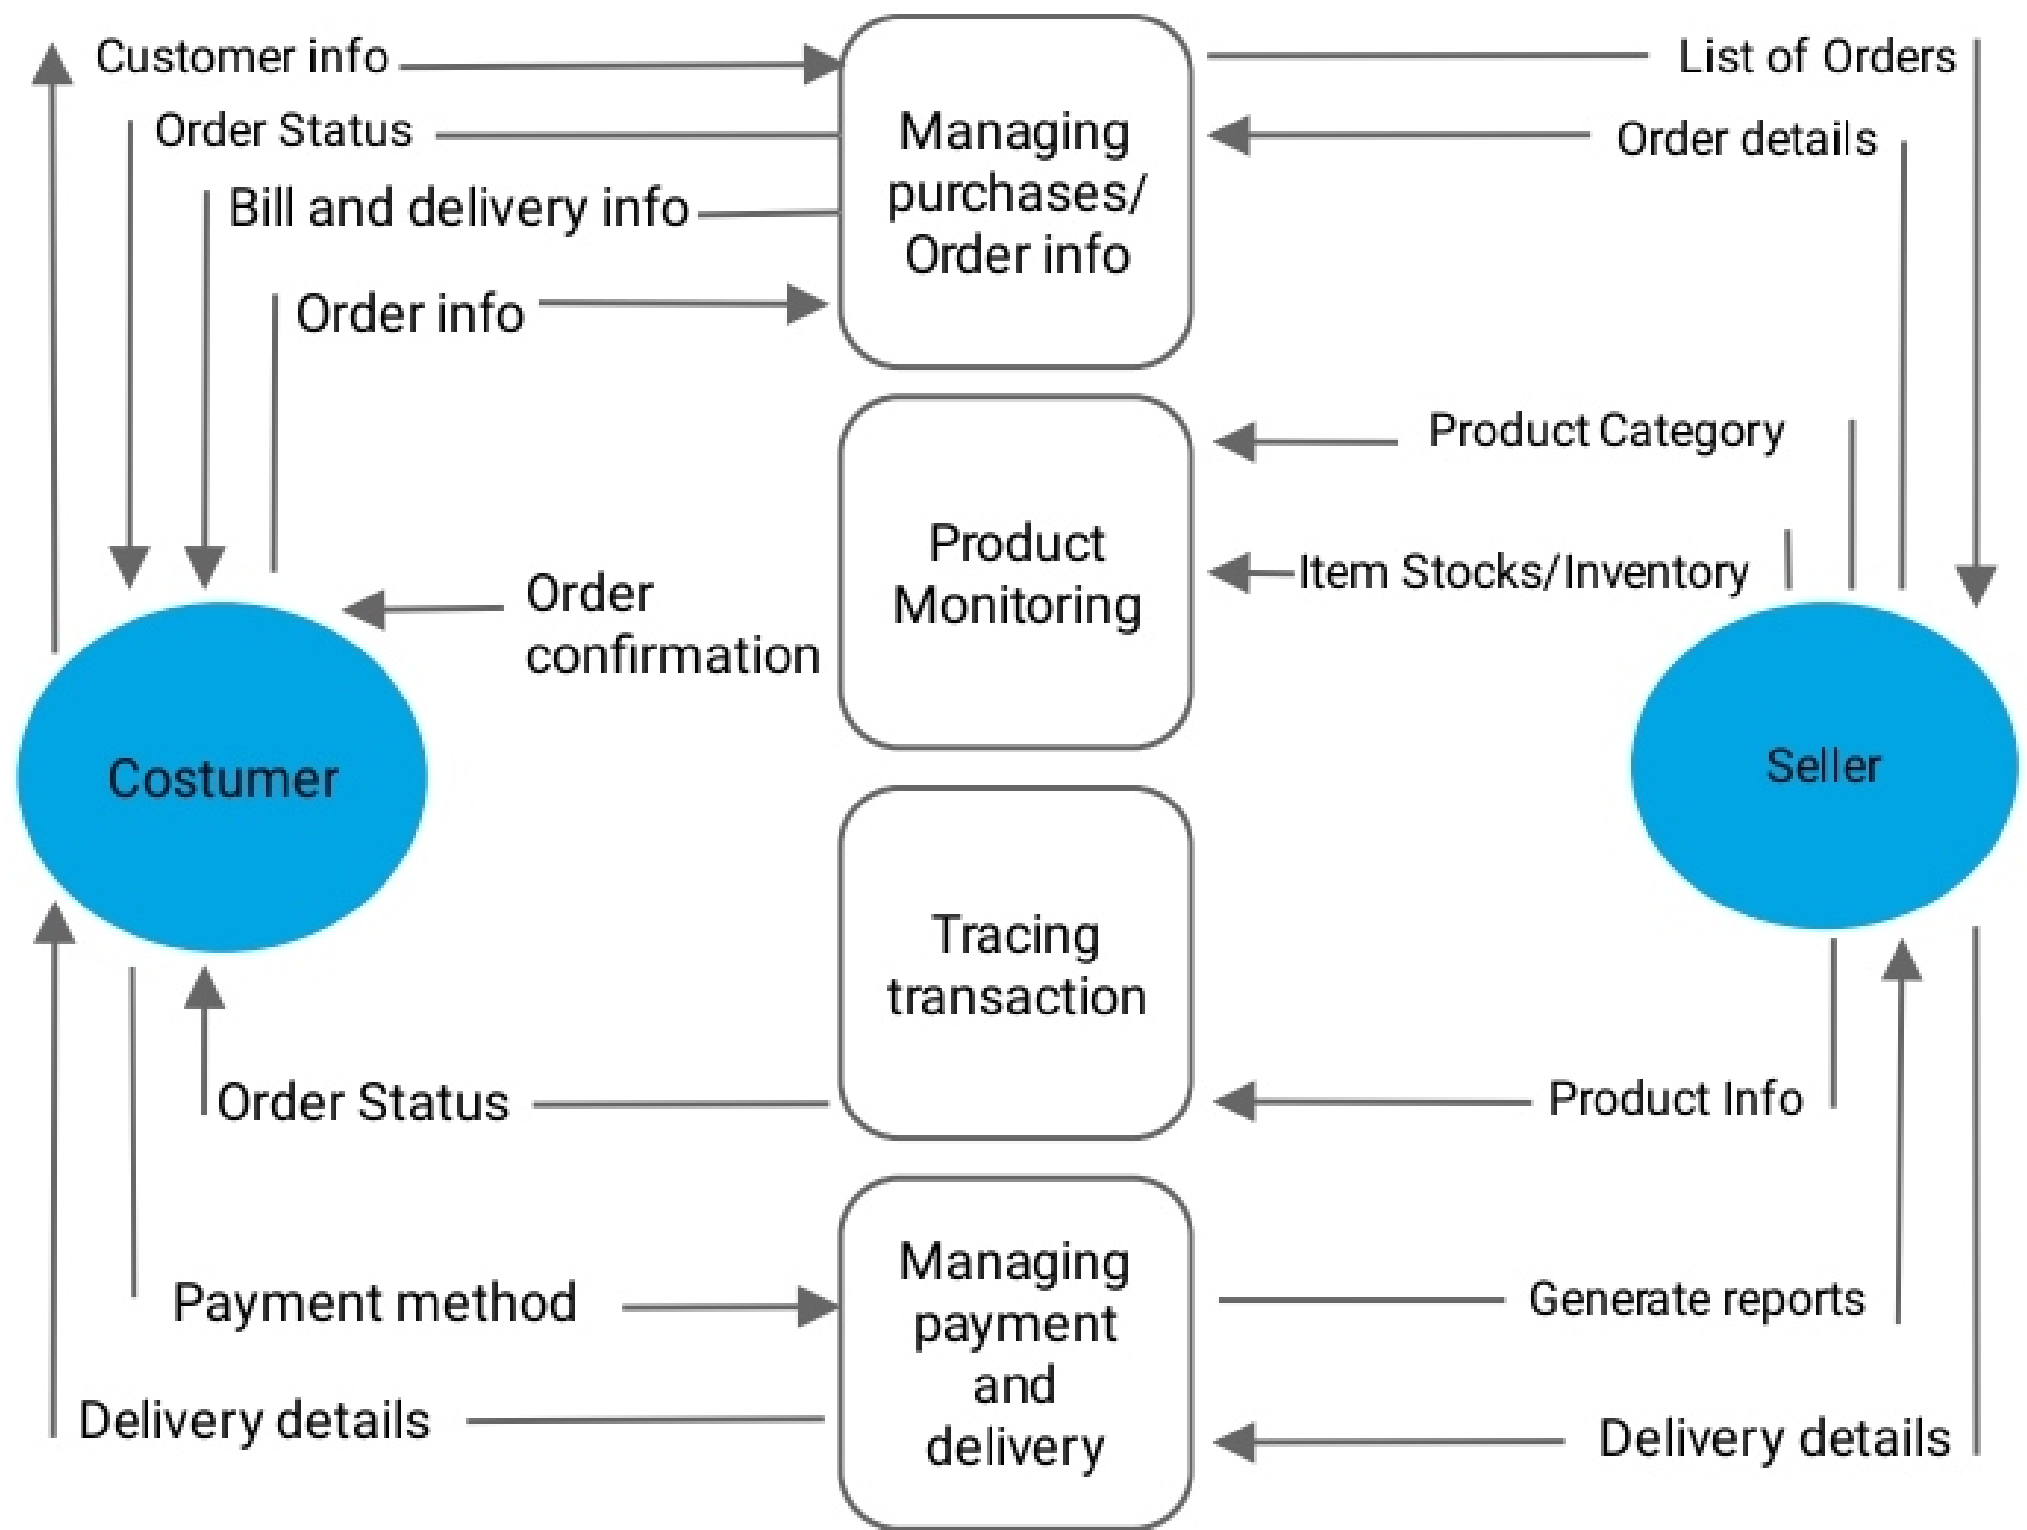 Customer info
Order Status
Bill and delivery info
Order info
Managing
purchases/
Order info
List of Orders
Order details
Product Category
Item Stocks/Inventory
Product
Monitoring
Order
confirmation
Costumer
Seller
Tracing
transaction
Order Status
Product Info
Managing
payment
and
delivery
Payment method
Generate reports
Delivery details
Delivery details